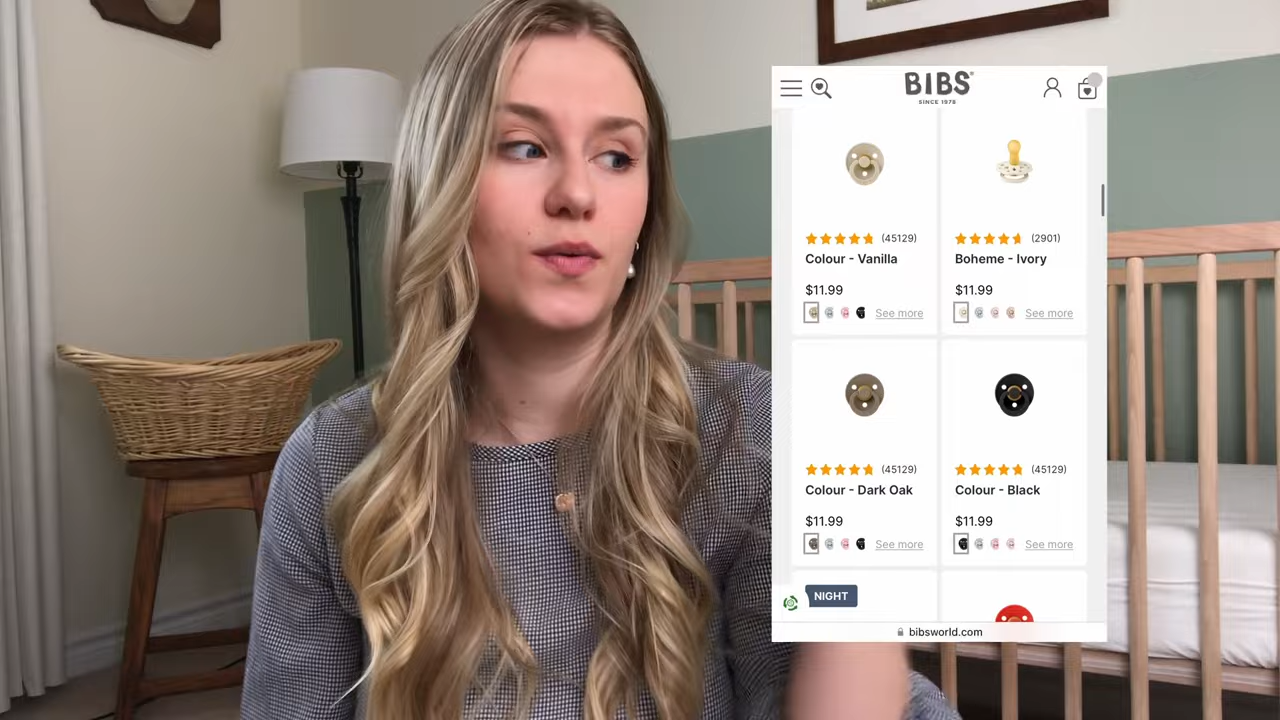 BIBS
SINCE 1978
(45129)
Colour - Vanilla
$11.99
See more
(2901)
Boheme - Ivory
$11.99
See more
(45129)
Colour - Dark Oak
$11.99
See more
(45129)
Colour - Black
$11.99
See more
NIGHT
bibsworld.com